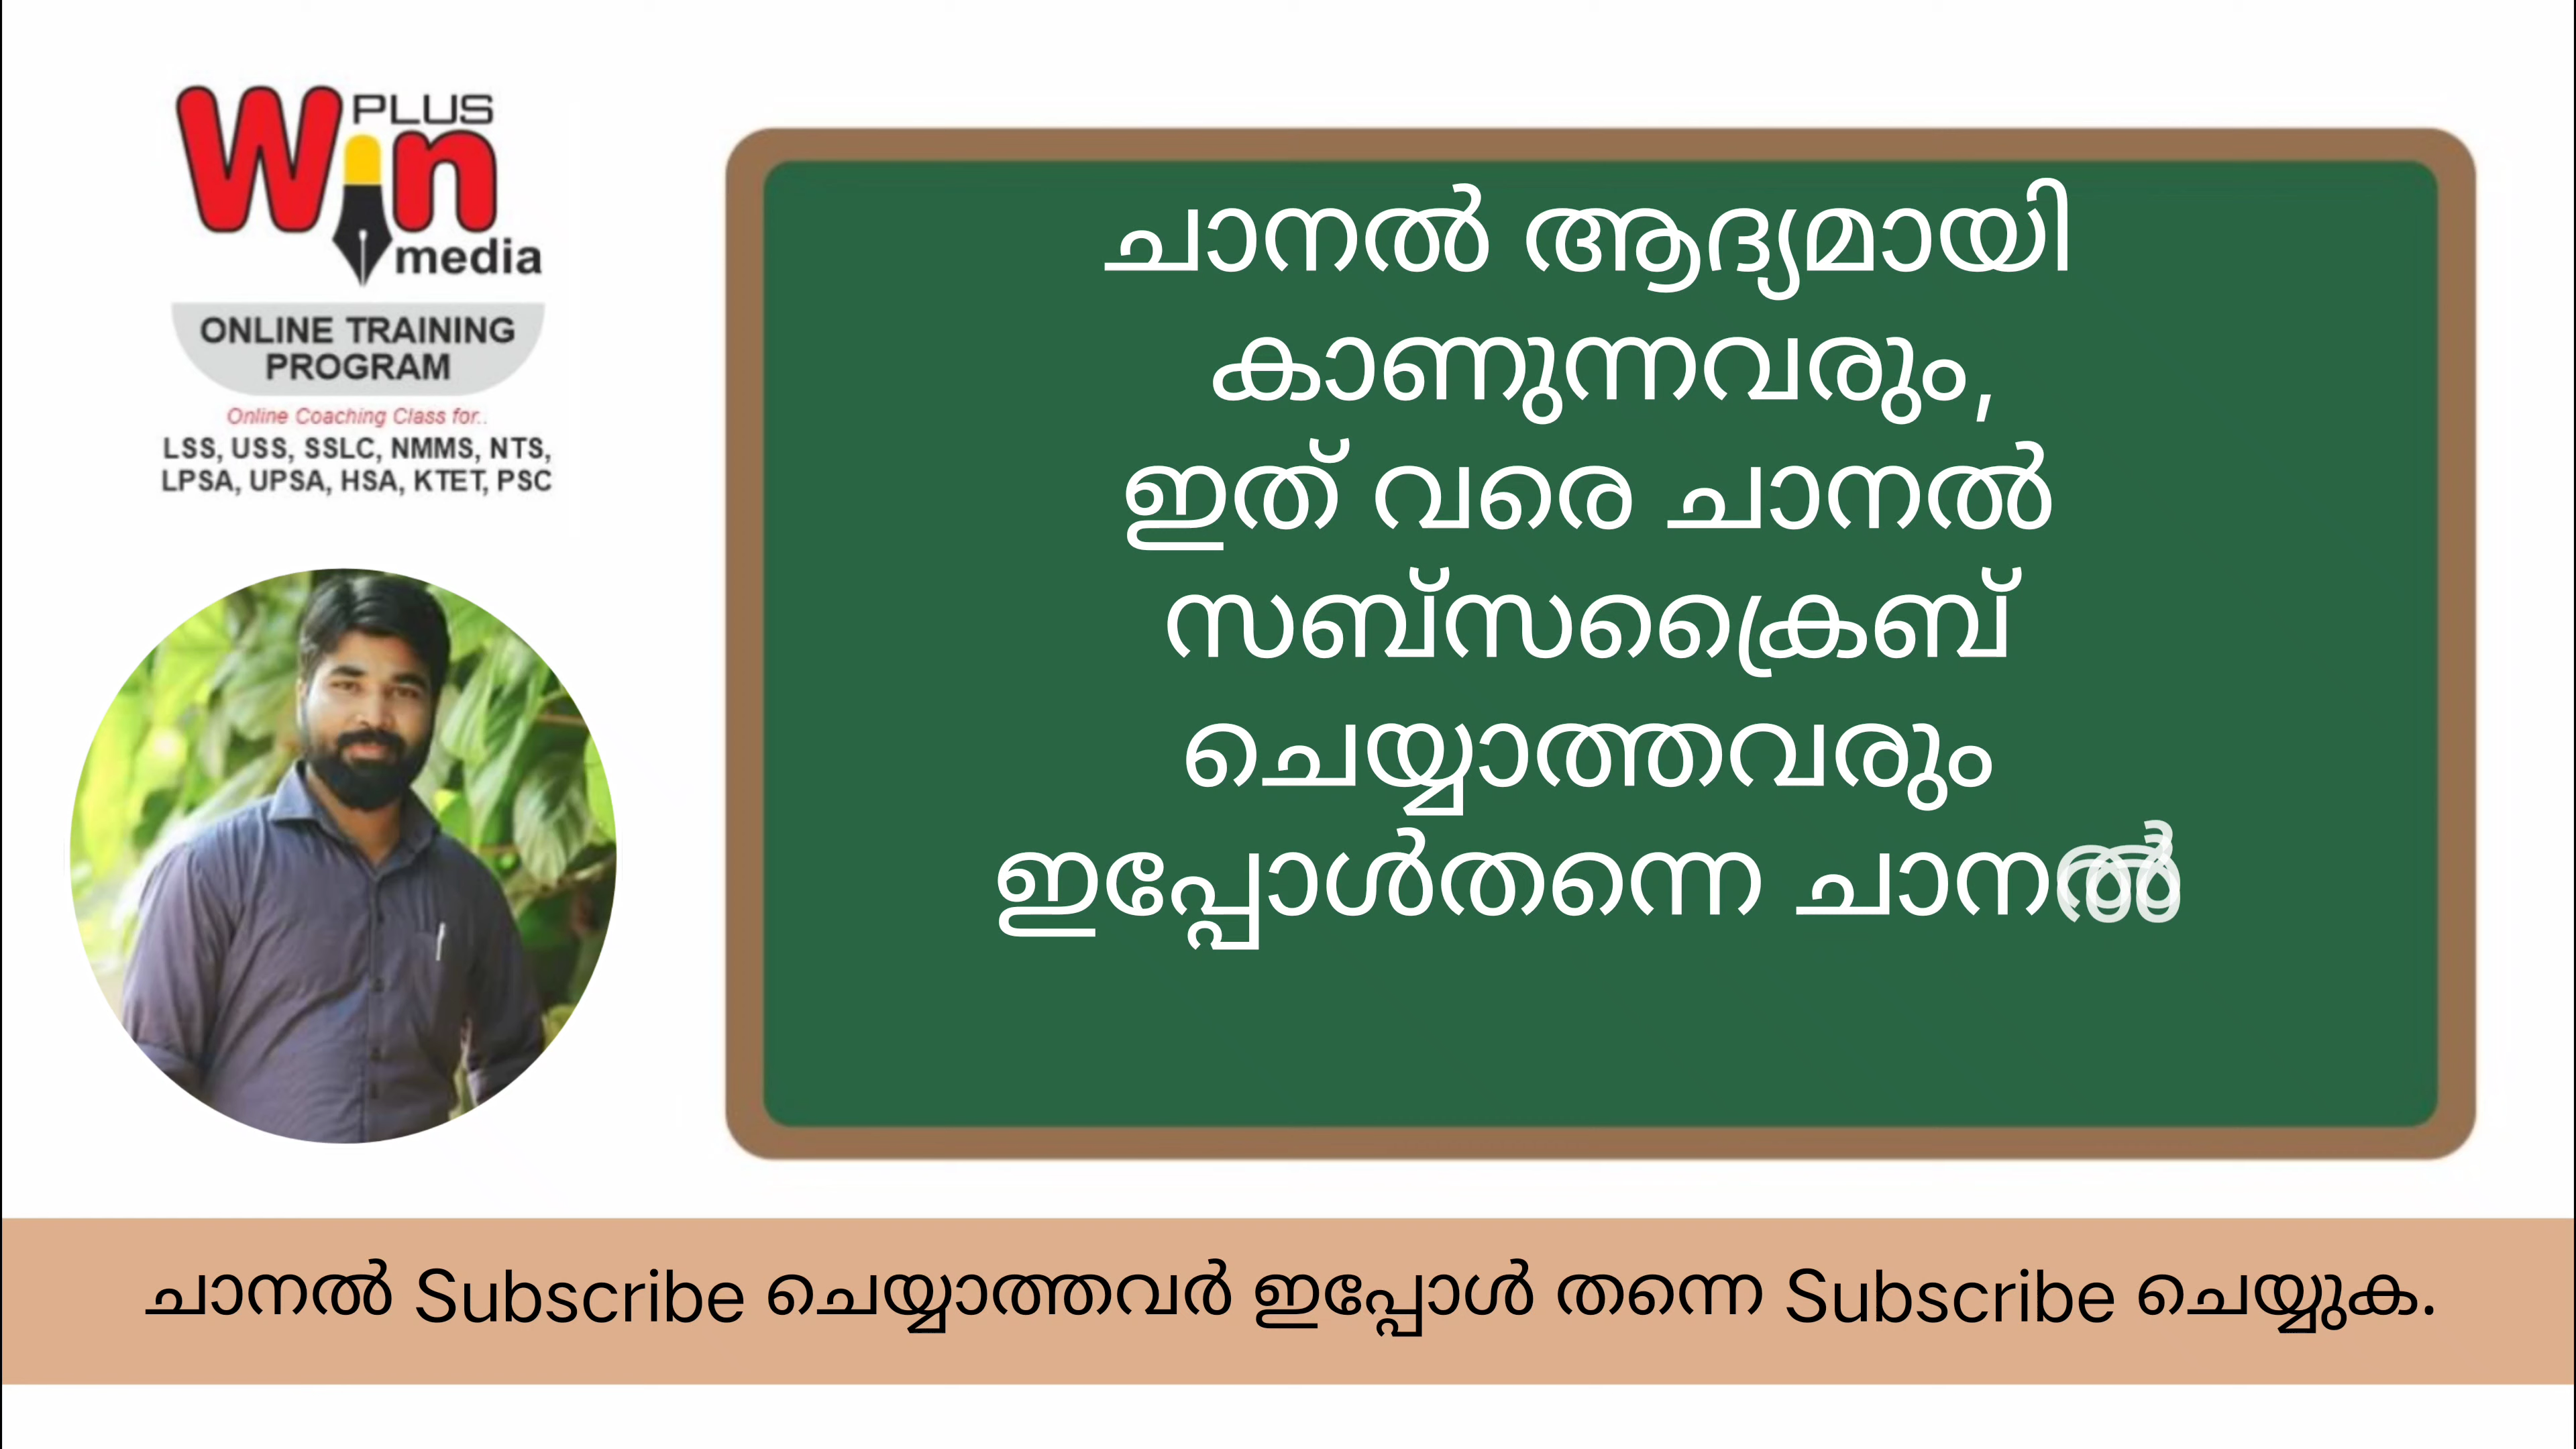 PLUS
Win
media
ONLINE TRAINING
PROGRAM
Online Coaching Class for..
LSS, USS, SSLC, NMMS, NTS,
LPSA, UPSA, HSA, KTET, PSC
ചാനൽ ആദ്യമായി
കാണുന്നവരും,
ഇത് വരെ ചാനൽ
സബ്സക്രൈബ്
ചെയ്യാത്തവരും
ഇപ്പോൾതന്നെ ചാനൽ
ചാനൽ Subscribe ചെയ്യാത്തവർ ഇപ്പോൾ തന്നെ Subscribe ചെയ്യുക.